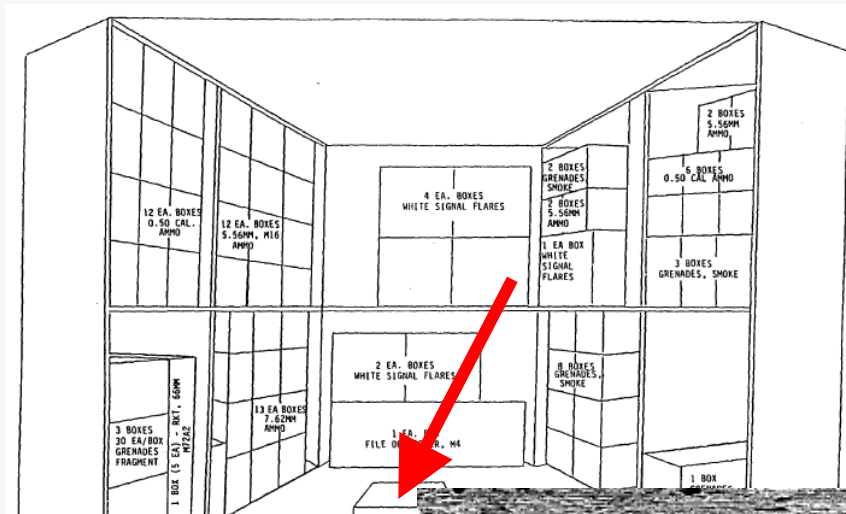 12 EA. BOXES
0.50 CAL.
AMMO
12 EA. BOXES
5.56MM, M16
AMMO
4 EA. BOXES
WHITE SIGNAL FLARES
2 BOXES
GRENADES,
SMOKE
2 BOXES
5.56MM
AMMO
1 EA BOX
WHITE
SIGNAL
FLARES
2 BOXES
5.56MM
AMMO
6 BOXES
0.50 CAL AMMO
3 BOXES
GRENADES, SMOKE
3 BOXES
30 EA/BOX
GRENADES
FRAGMENT
1 BOX (5 EA) - RKT, 66MM
M72A2
13 EA BOXES
7.62MM
AMMO
2 EA. BOXES
WHITE SIGNAL FLARES
1 EA.
FILE M4
8 BOXES
GRENADES,
SMOKE
1 BOX
GRENADES